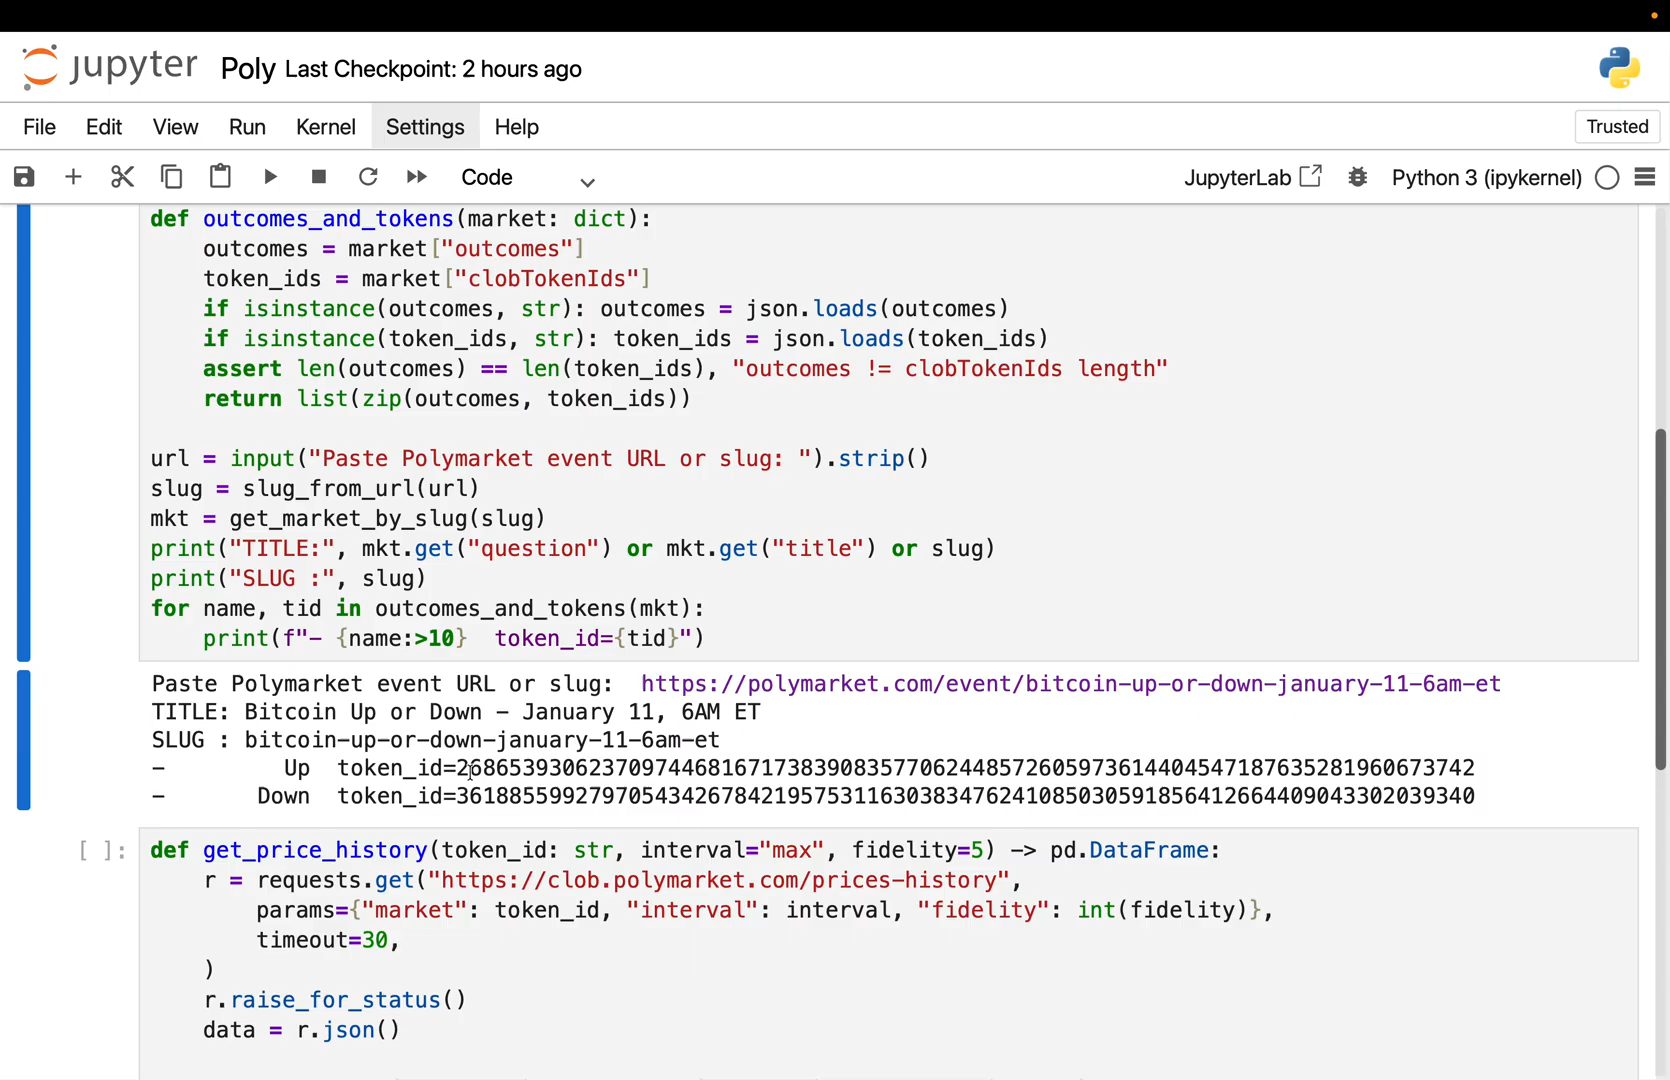 jupyter Poly Last Checkpoint: 2 hours ago
File Edit View Run Kernel Settings Help Trusted
Code JupyterLab Python 3 (ipykernel)
def outcomes_and_tokens(market: dict):
    outcomes = market["outcomes"]
    token_ids = market["clobTokenIds"]
    if isinstance(outcomes, str): outcomes = json.loads(outcomes)
    if isinstance(token_ids, str): token_ids = json.loads(token_ids)
    assert len(outcomes) == len(token_ids), "outcomes != clobTokenIds length"
    return list(zip(outcomes, token_ids))
url = input("Paste Polymarket event URL or slug: ").strip()
slug = slug_from_url(url)
mkt = get_market_by_slug(slug)
print("TITLE:", mkt.get("question") or mkt.get("title") or slug)
print("SLUG :", slug)
for name, tid in outcomes_and_tokens(mkt):
    print(f"- {name:>10}  token_id={tid}")
Paste Polymarket event URL or slug:  https://polymarket.com/event/bitcoin-up-or-down-january-11-6am-et
TITLE: Bitcoin Up or Down - January 11, 6AM ET
SLUG : bitcoin-up-or-down-january-11-6am-et
-         Up  token_id=26865393062370974468167173839083577062448572605973614404547187635281960673742
-       Down  token_id=36188559927970543426784219575311630383476241085030591856412664409043302039340
[ ]: def get_price_history(token_id: str, interval="max", fidelity=5) -> pd.DataFrame:
    r = requests.get("https://clob.polymarket.com/prices-history",
        params={"market": token_id, "interval": interval, "fidelity": int(fidelity)},
        timeout=30,
    )
    r.raise_for_status()
    data = r.json()